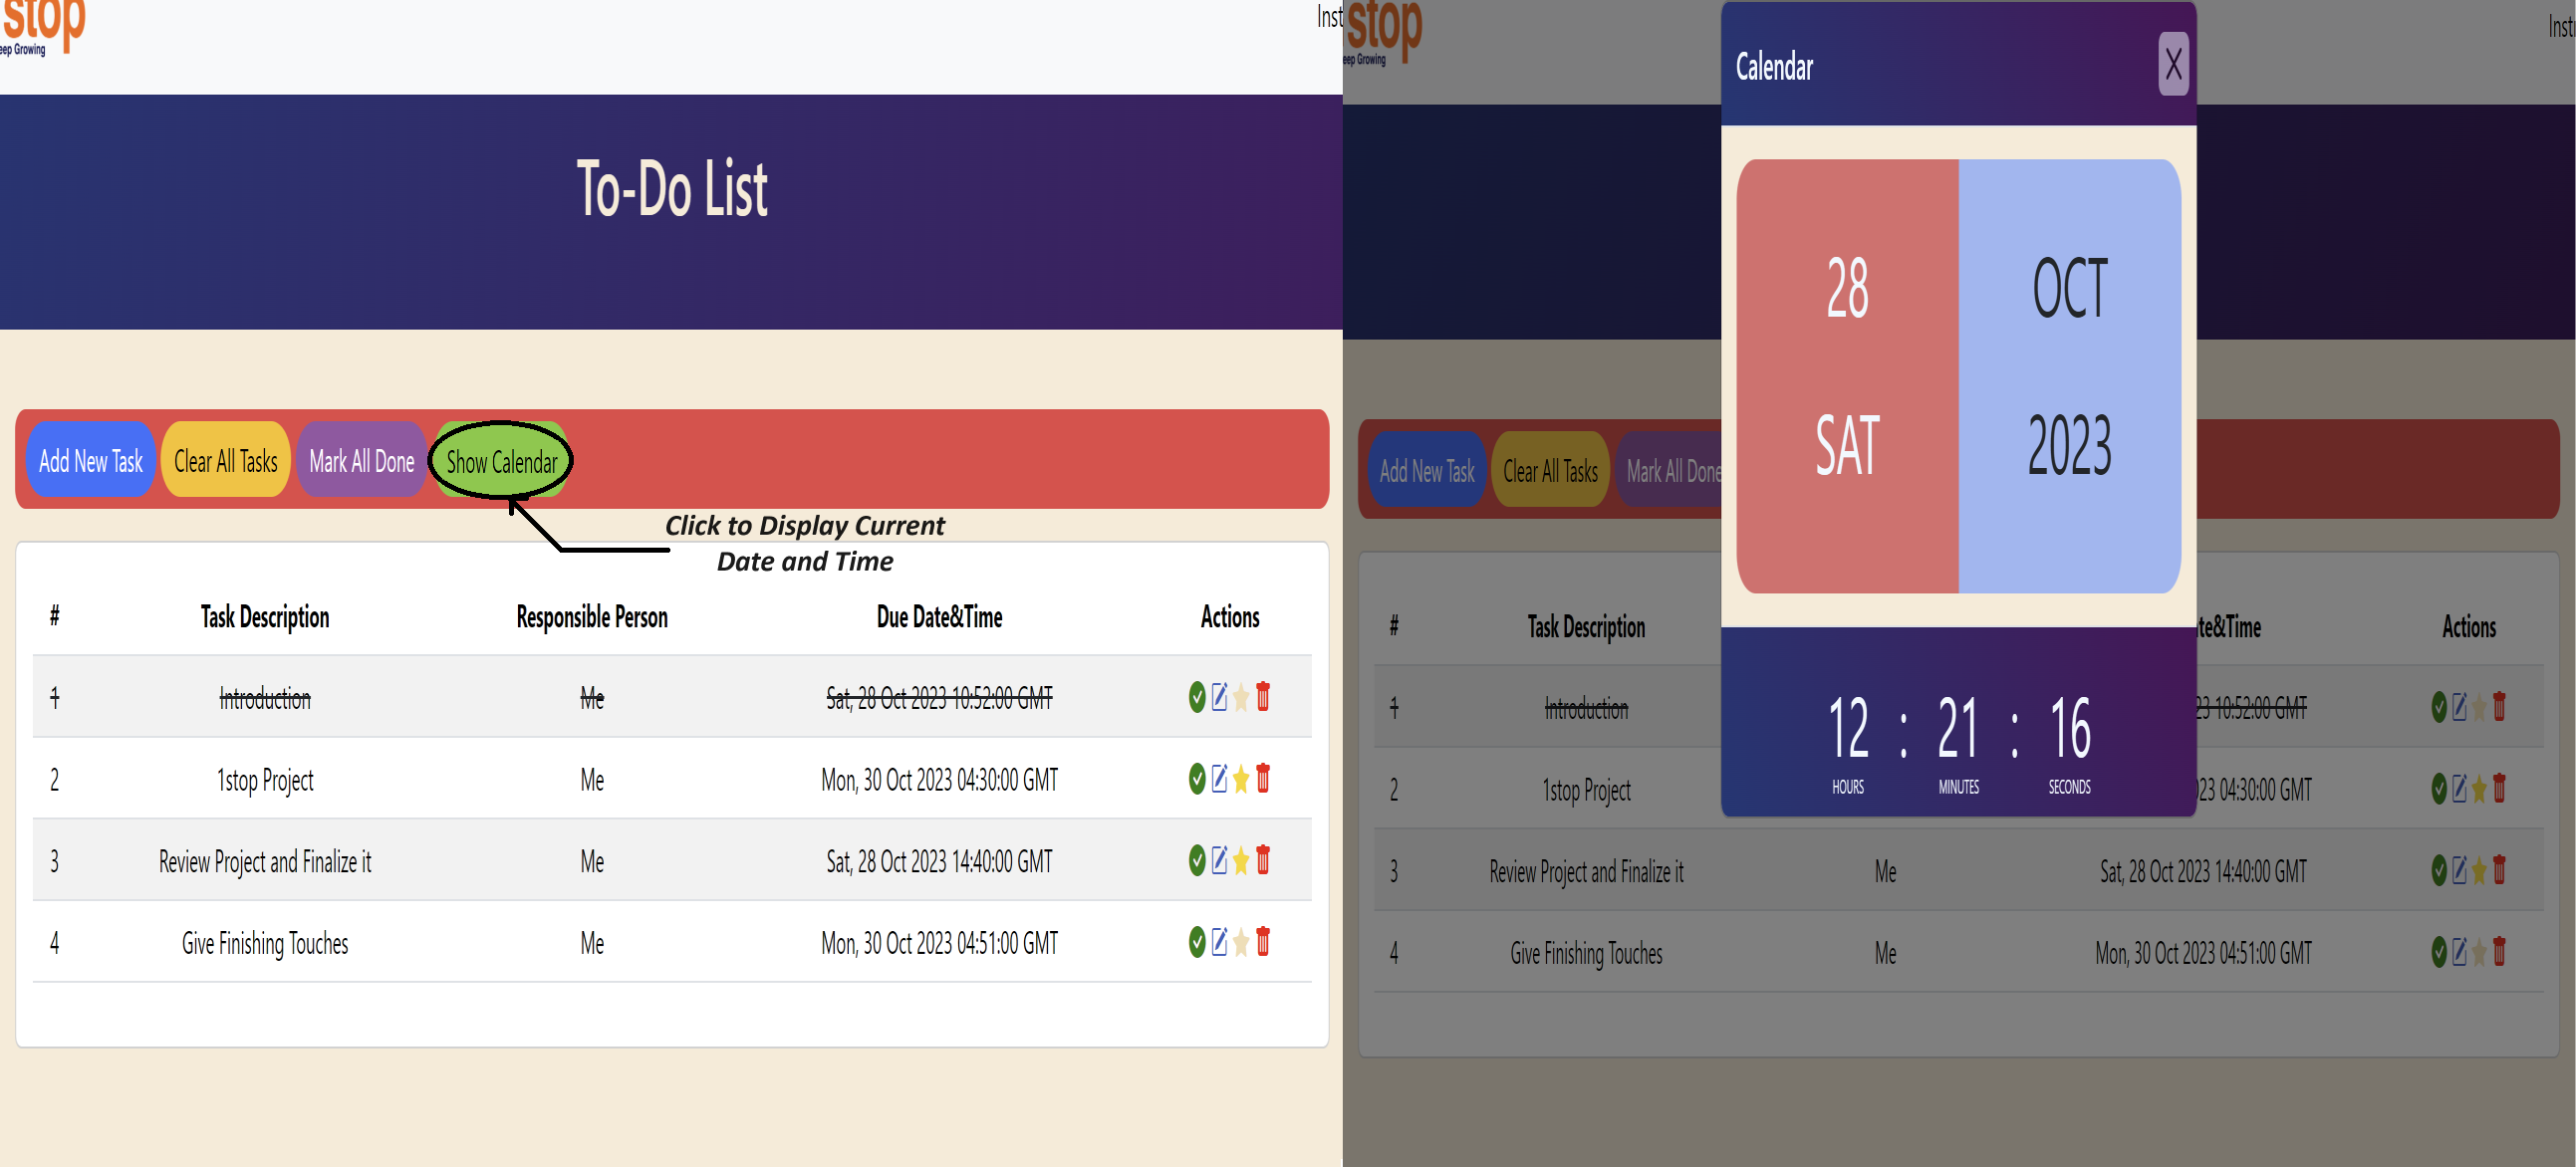 stop
eep Growing
Inst
To-Do List
Add New Task Clear All Tasks Mark All Done Show Calendar
Click to Display Current
Date and Time
# Task Description Responsible Person Due Date&Time Actions
1 Introduction Me Sat, 28 Oct 2023 10:52:00 GMT
2 1stop Project Me Mon, 30 Oct 2023 04:30:00 GMT
3 Review Project and Finalize it Me Sat, 28 Oct 2023 14:40:00 GMT
4 Give Finishing Touches Me Mon, 30 Oct 2023 04:51:00 GMT
stop
eep Growing
Inst
Calendar
28 OCT
SAT 2023
12 : 21 : 16
HOURS MINUTES SECONDS
Add New Task Clear All Tasks Mark All Done
# Task Description te&Time Actions
1 Introduction 23 10:52:00 GMT
2 1stop Project 023 04:30:00 GMT
3 Review Project and Finalize it Me Sat, 28 Oct 2023 14:40:00 GMT
4 Give Finishing Touches Me Mon, 30 Oct 2023 04:51:00 GMT